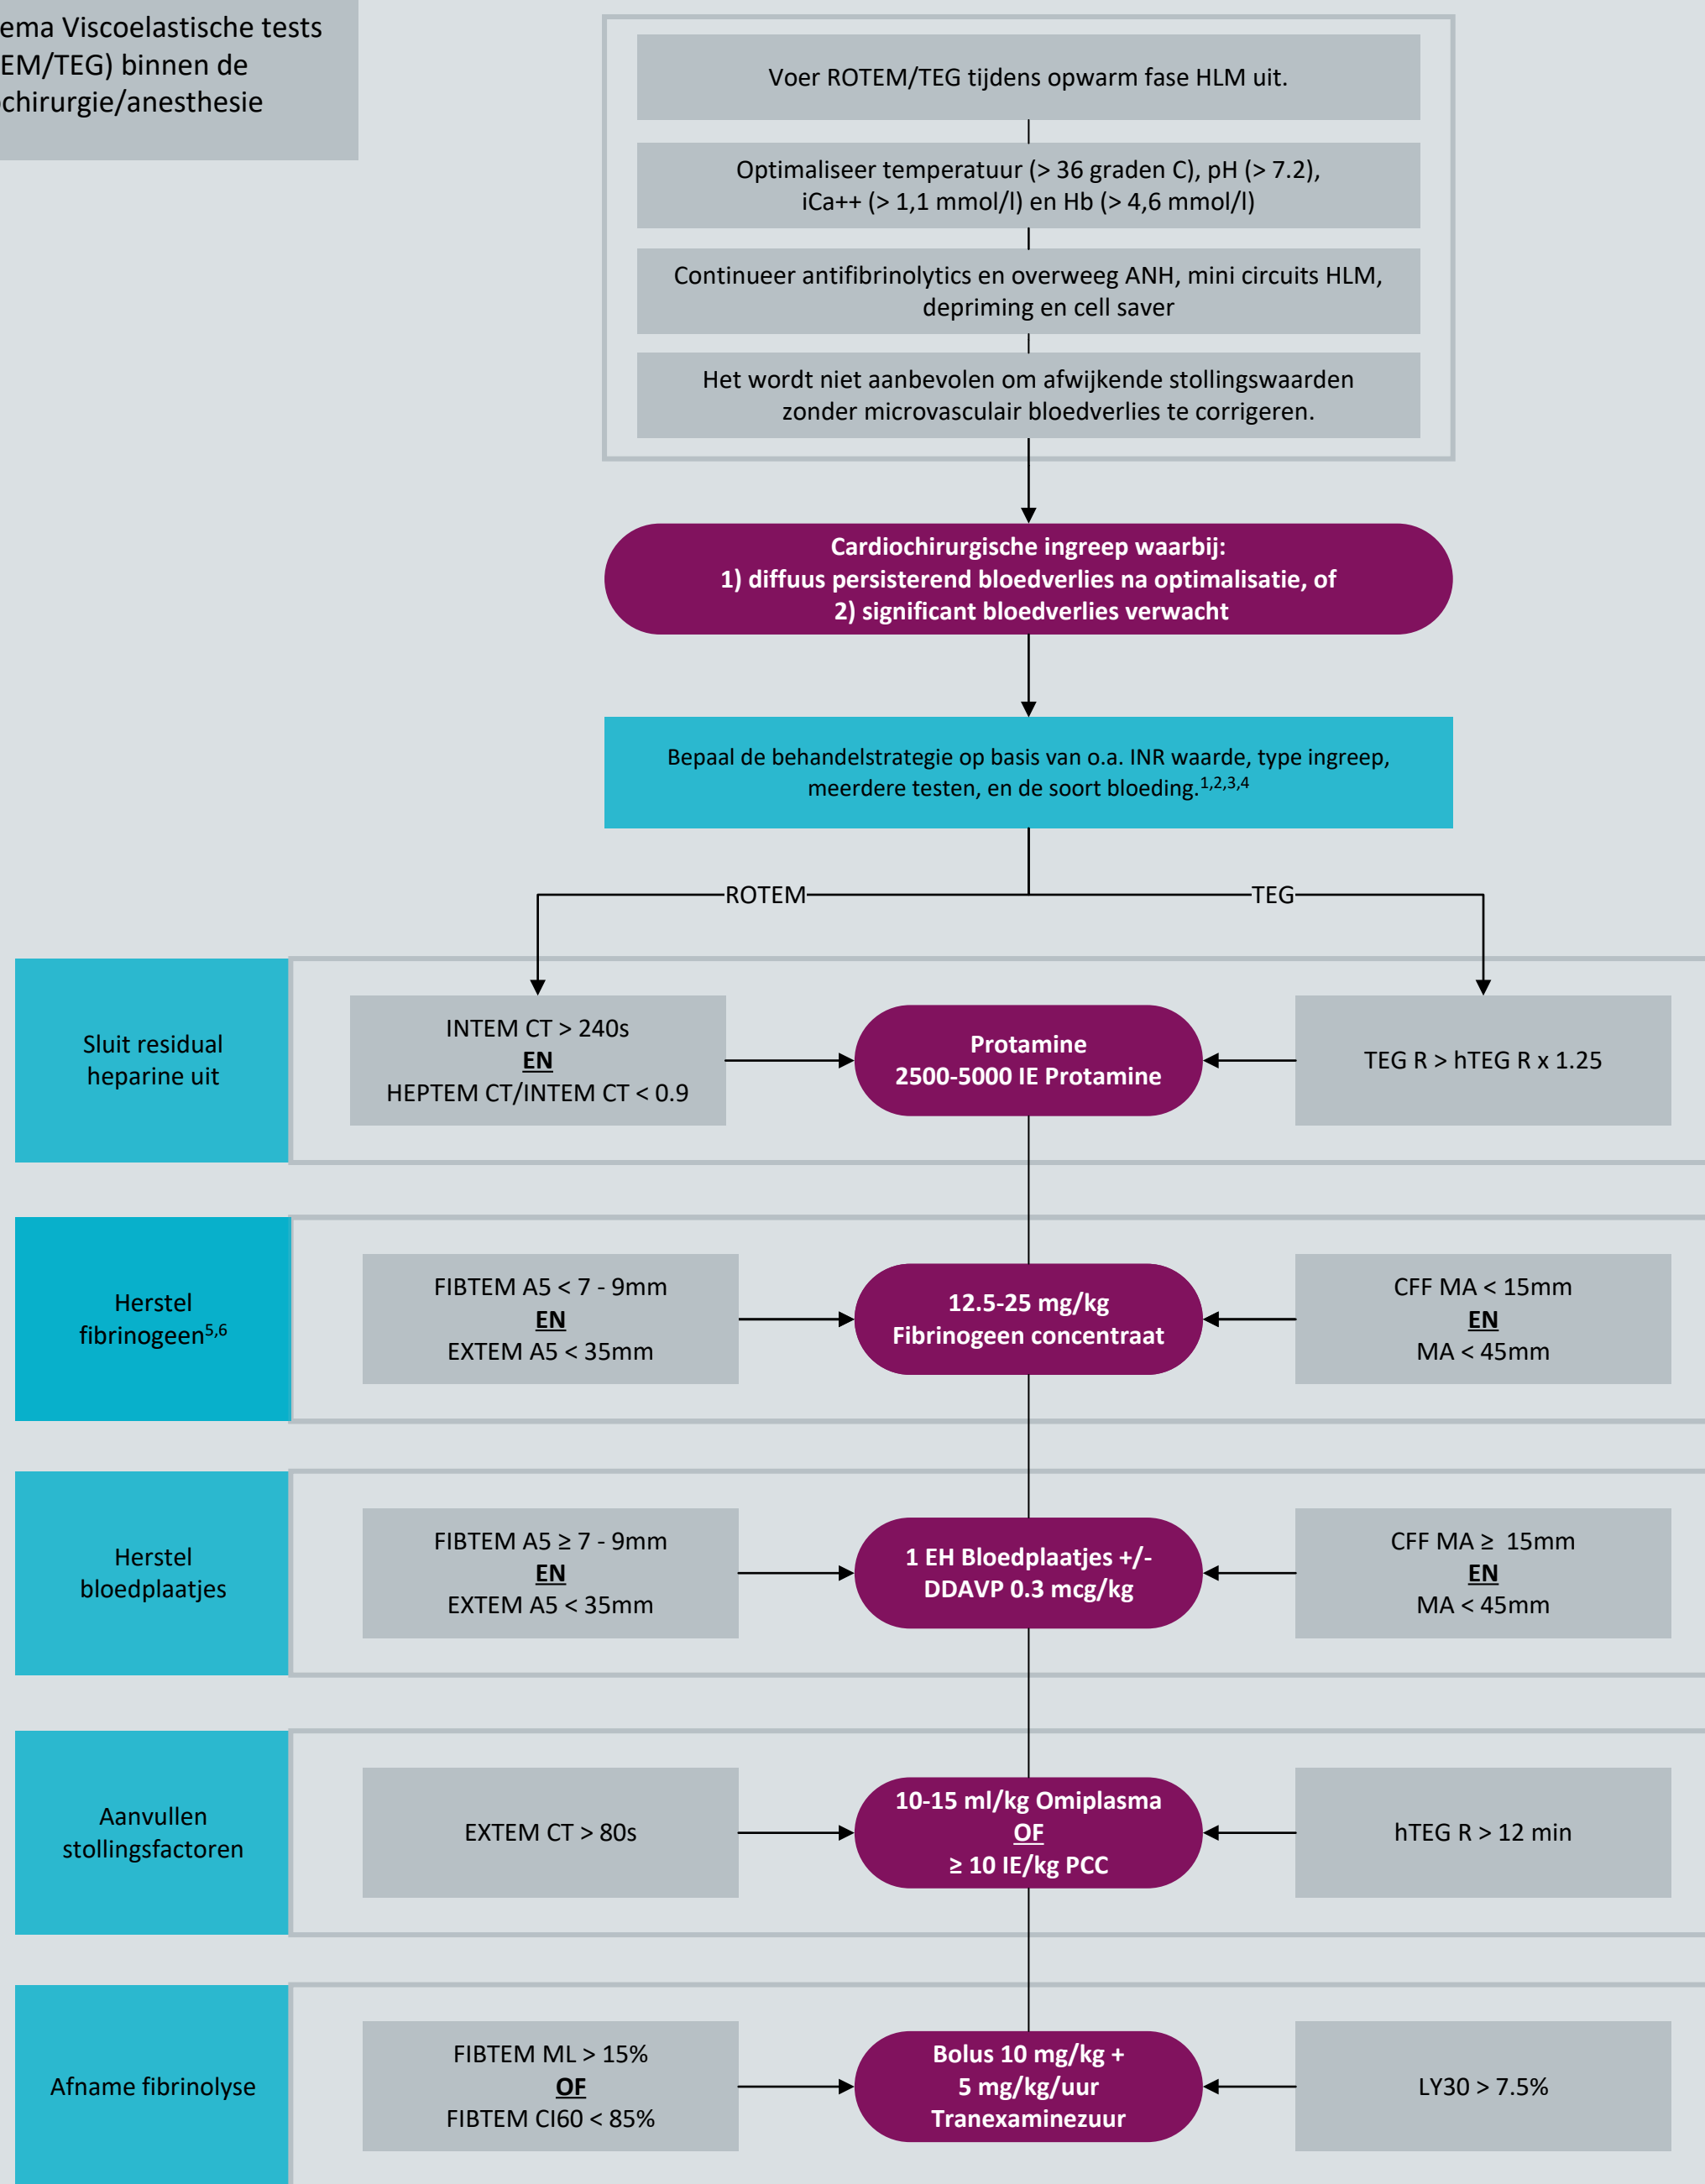 ema Viscoelastische tests
EM/TEG) binnen de
chirurgie/anesthesie
Voer ROTEM/TEG tijdens opwarm fase HLM uit.
Optimaliseer temperatuur (> 36 graden C), pH (> 7.2),
iCa++ (> 1,1 mmol/l) en Hb (> 4,6 mmol/l)
Continueer antifibrinolytics en overweeg ANH, mini circuits HLM,
depriming en cell saver
Het wordt niet aanbevolen om afwijkende stollingswaarden
zonder microvasculair bloedverlies te corrigeren.
Cardiochirurgische ingreep waarbij:
1) diffuus persisterend bloedverlies na optimalisatie, of
2) significant bloedverlies verwacht
Bepaal de behandelstrategie op basis van o.a. INR waarde, type ingreep,
meerdere testen, en de soort bloeding.1,2,3,4
ROTEM
TEG
Sluit residual
heparine uit
INTEM CT > 240s
EN
HEPTEM CT/INTEM CT < 0.9
Protamine
2500-5000 IE Protamine
TEG R > hTEG R x 1.25
Herstel
fibrinogeen5,6
FIBTEM A5 < 7 - 9mm
EN
EXTEM A5 < 35mm
12.5-25 mg/kg
Fibrinogeen concentraat
CFF MA < 15mm
EN
MA < 45mm
Herstel
bloedplaatjes
FIBTEM A5 ≥ 7 - 9mm
EN
EXTEM A5 < 35mm
1 EH Bloedplaatjes +/-
DDAVP 0.3 mcg/kg
CFF MA ≥ 15mm
EN
MA < 45mm
Aanvullen
stollingsfactoren
EXTEM CT > 80s
10-15 ml/kg Omiplasma
OF
≥ 10 IE/kg PCC
hTEG R > 12 min
Afname fibrinolyse
FIBTEM ML > 15%
OF
FIBTEM CI60 < 85%
Bolus 10 mg/kg +
5 mg/kg/uur
Tranexaminezuur
LY30 > 7.5%